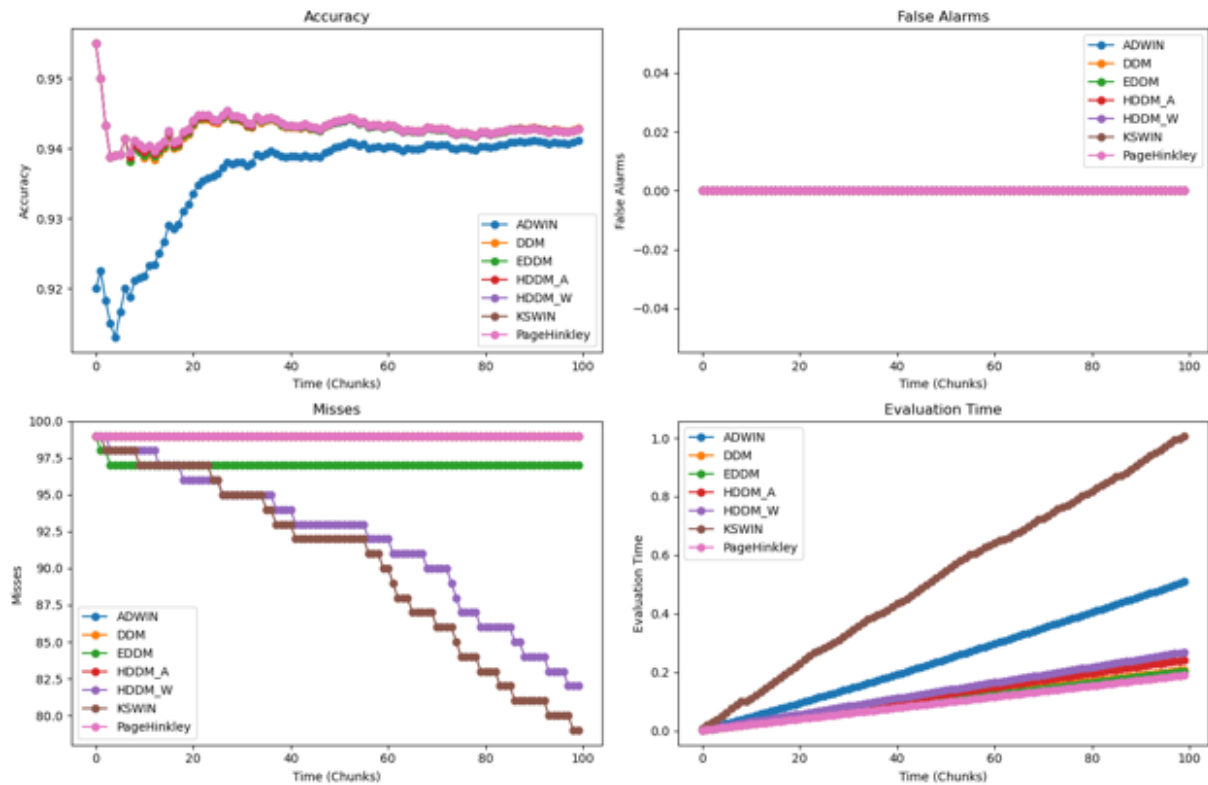 Accuracy
Accuracy
0.95
0.94
0.93
0.92
0
20
40
60
80
100
Time (Chunks)
ADWIN
DDM
EDDM
HDDM_A
HDDM_W
KSWIN
PageHinkley
False Alarms
False Alarms
0.04
0.02
0.00
−0.02
−0.04
0
20
40
60
80
100
Time (Chunks)
ADWIN
DDM
EDDM
HDDM_A
HDDM_W
KSWIN
PageHinkley
Misses
Misses
100.0
97.5
95.0
92.5
90.0
87.5
85.0
82.5
80.0
0
20
40
60
80
100
Time (Chunks)
ADWIN
DDM
EDDM
HDDM_A
HDDM_W
KSWIN
PageHinkley
Evaluation Time
Evaluation Time
1.0
0.8
0.6
0.4
0.2
0.0
0
20
40
60
80
100
Time (Chunks)
ADWIN
DDM
EDDM
HDDM_A
HDDM_W
KSWIN
PageHinkley